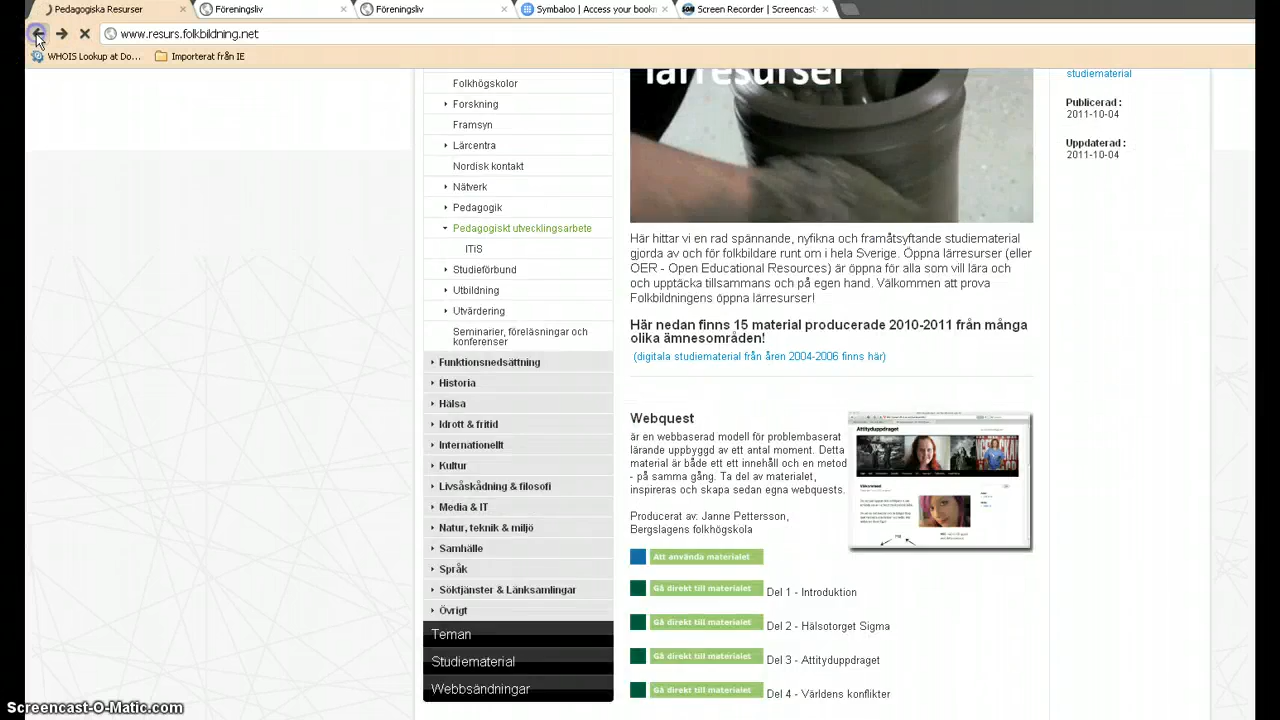 Pedagogiska Resurser
Föreningsliv
Föreningsliv
Symbaloo | Access your bookm
Screen Recorder | Screencast-
www.resurs.folkbildning.net
WHOIS Lookup at Do...
Importerat från IE
Folkhögskolor
Forskning
Framsyn
Lärcentra
Nordisk kontakt
Nätverk
Pedagogik
Pedagogiskt utvecklingsarbete
ITiS
Studieförbund
Utbildning
Utvärdering
Seminarier, föreläsningar och
konferenser
Funktionsnedsättning
Historia
Hälsa
Idrott & fritid
Internationellt
Kultur
Livsåskådning & filosofi
Media & IT
Natur, teknik & miljö
Samhälle
Språk
Söktjänster & Länksamlingar
Övrigt
Teman
Studiematerial
Webbsändningar
lärresurser
Här hittar vi en rad spännande, nyfikna och framåtsyftande studiematerial
gjorda av och för folkbildare runt om i hela Sverige. Öppna lärresurser (eller
OER - Open Educational Resources) är öppna för alla som vill lära och
och upptäcka tillsammans och på egen hand. Välkommen att prova
Folkbildningens öppna lärresurser!
Här nedan finns 15 material producerade 2010-2011 från många
olika ämnesområden!
(digitala studiematerial från åren 2004-2006 finns här)
Webquest
är en webbaserad modell för problembaserat
lärande uppbyggd av ett antal moment. Detta
material är både ett ett innehåll och en metod
- på samma gång. Ta del av materialet,
inspireras och skapa sedan egna webquests.
Producerat av: Janne Pettersson,
Bergslagens folkhögskola
Attityduppdraget
Att använda materialet
Gå direkt till materialet Del 1 - Introduktion
Gå direkt till materialet Del 2 - Hälsotorget Sigma
Gå direkt till materialet Del 3 - Attityduppdraget
Gå direkt till materialet Del 4 - Världens konflikter
studiematerial
Publicerad :
2011-10-04
Uppdaterad :
2011-10-04
Screencast-O-Matic.com